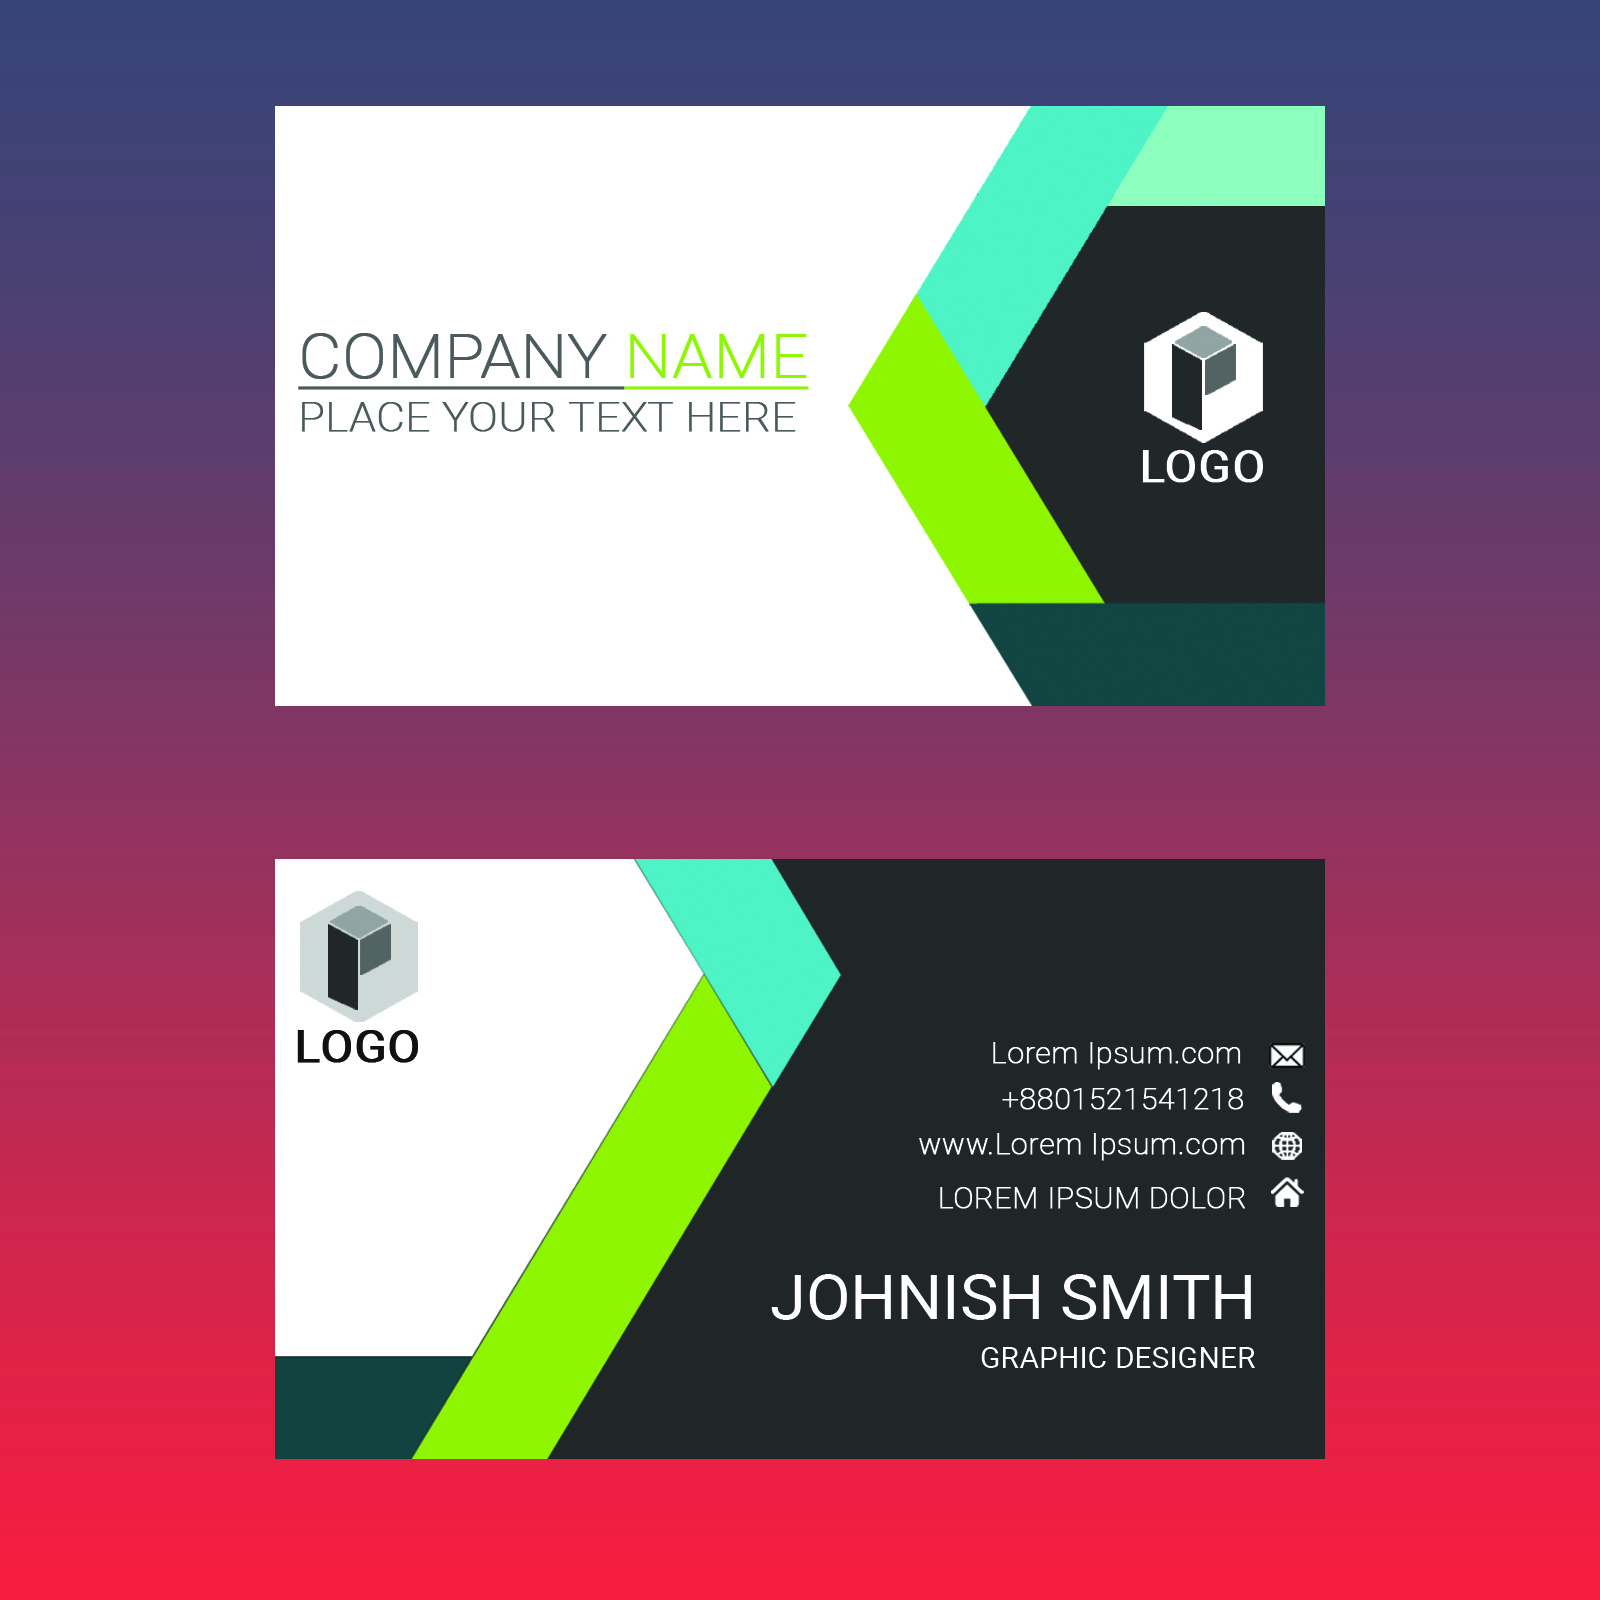 COMPANY NAME
PLACE YOUR TEXT HERE
LOGO
LOGO
Lorem Ipsum.com
+8801521541218
www.Lorem Ipsum.com
LOREM IPSUM DOLOR
JOHNISH SMITH
GRAPHIC DESIGNER